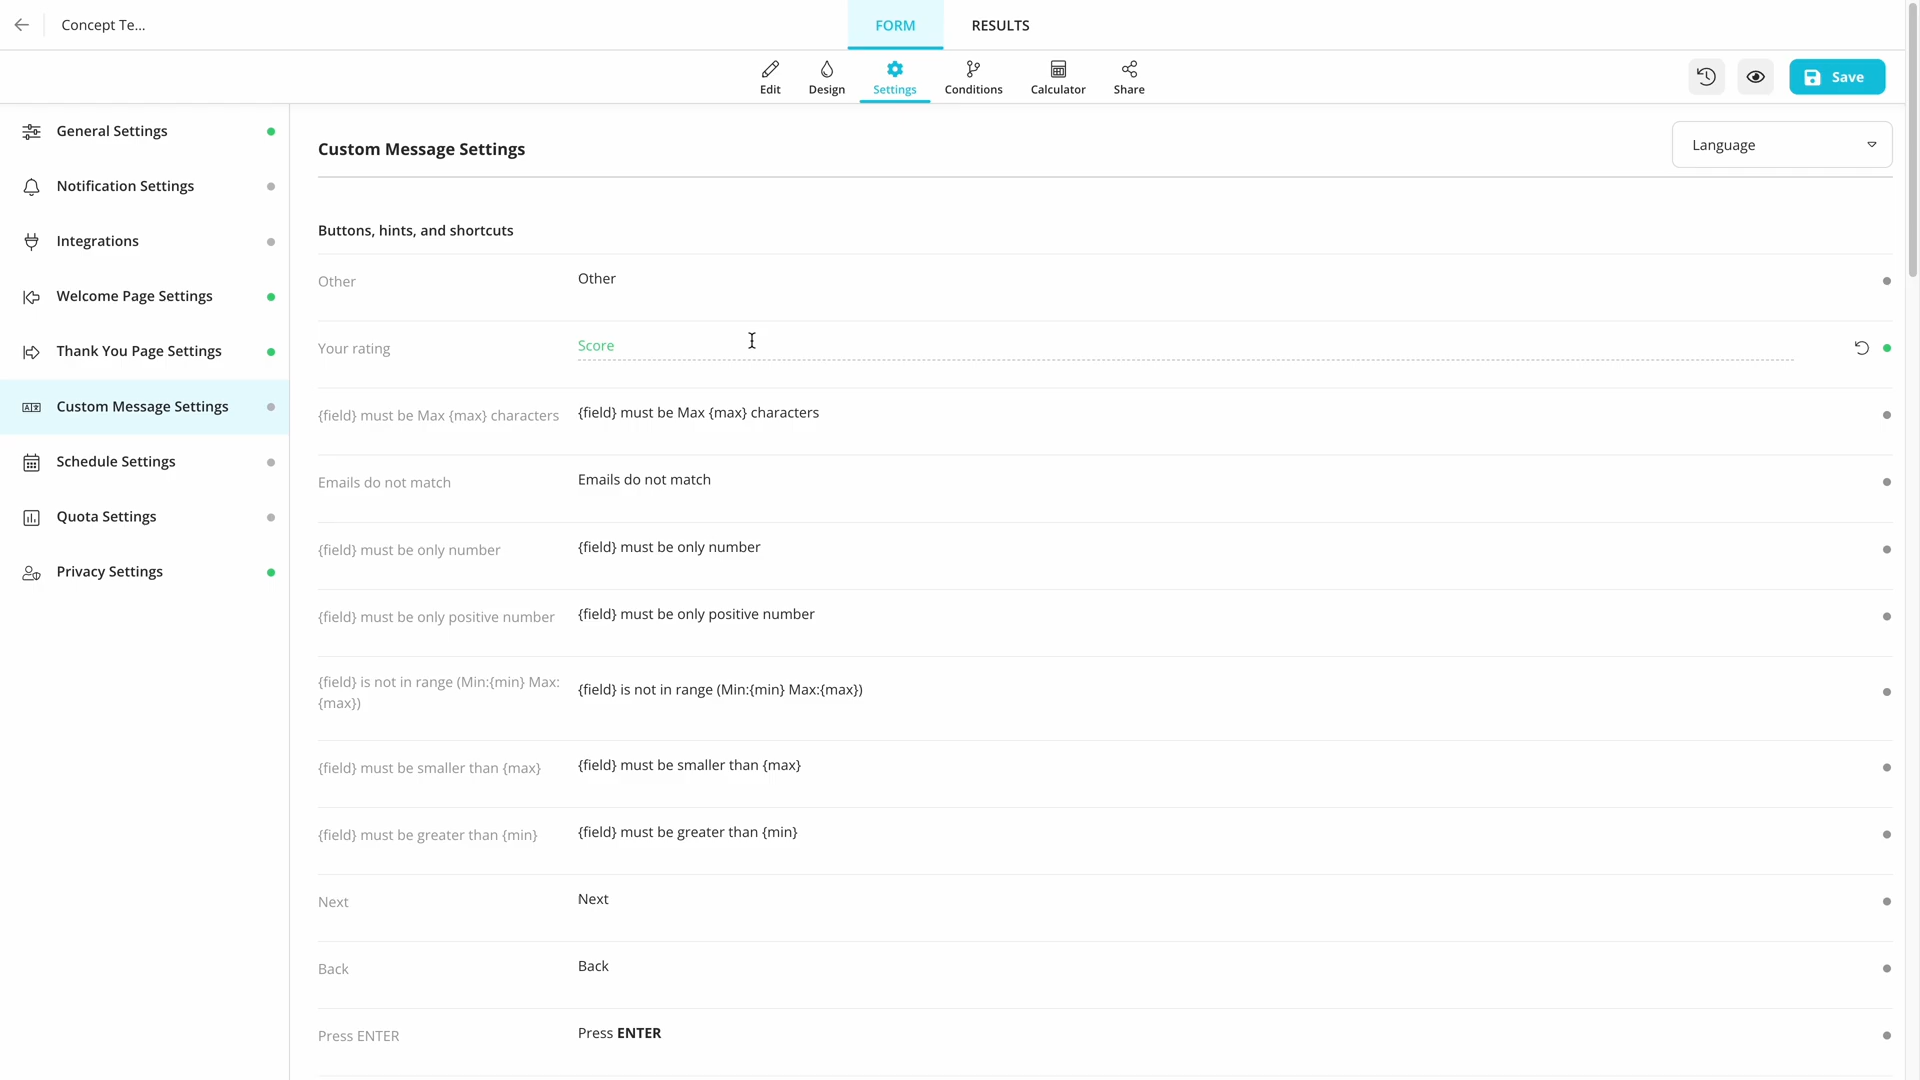 Concept Te...
FORM
RESULTS
Edit
Design
Settings
Conditions
Calculator
Share
Save
General Settings
Notification Settings
Integrations
Welcome Page Settings
Thank You Page Settings
Custom Message Settings
Schedule Settings
Quota Settings
Privacy Settings
Custom Message Settings
Language
Buttons, hints, and shortcuts
Other
Other
Your rating
Score
{field} must be Max {max} characters
{field} must be Max {max} characters
Emails do not match
Emails do not match
{field} must be only number
{field} must be only number
{field} must be only positive number
{field} must be only positive number
{field} is not in range (Min:{min} Max:
{max})
{field} is not in range (Min:{min} Max:{max})
{field} must be smaller than {max}
{field} must be smaller than {max}
{field} must be greater than {min}
{field} must be greater than {min}
Next
Next
Back
Back
Press ENTER
Press ENTER